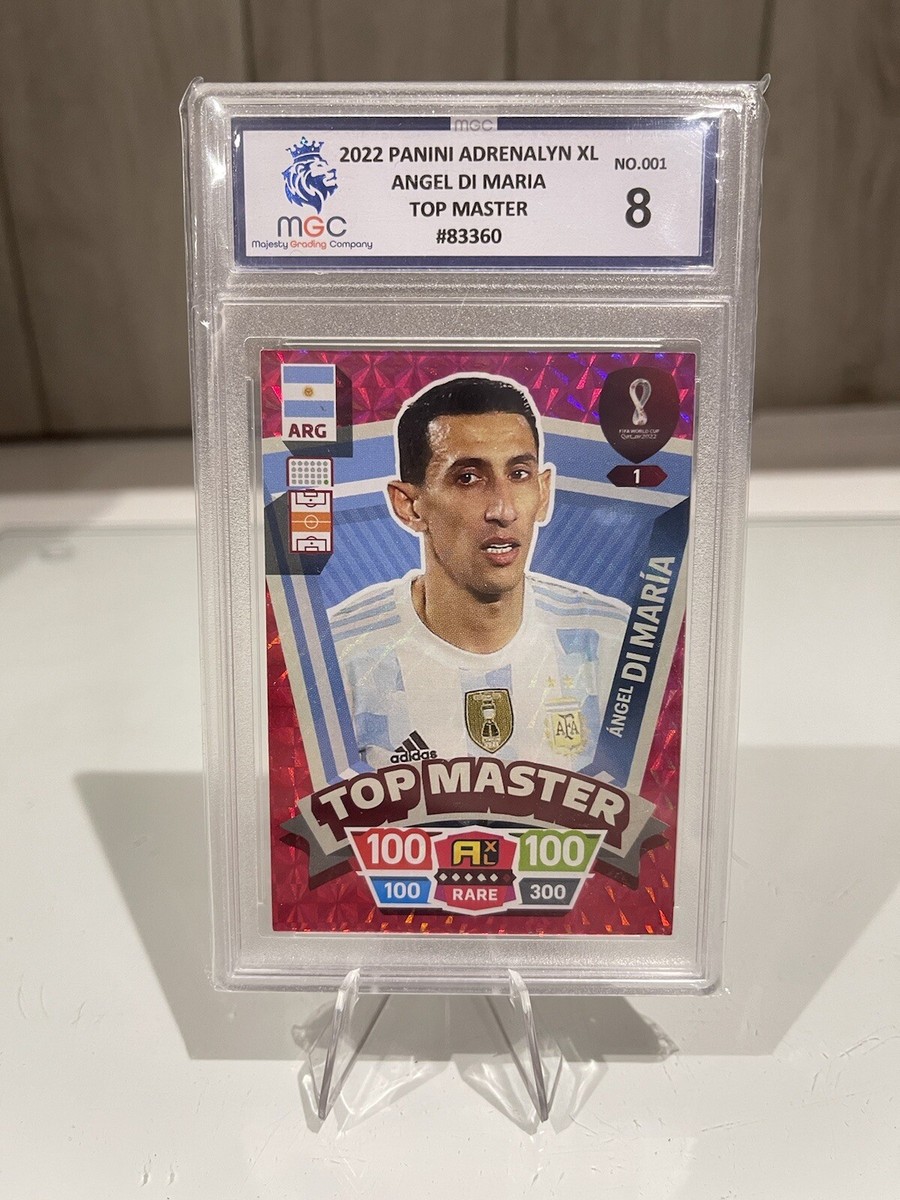 MGC
2022 PANINI ADRENALYN XL
ANGEL DI MARIA
TOP MASTER
#83360
NO.001
8
MGC
Majesty Grading Company
ARG
FIFA WORLD CUP
Qatar2022
1
ÁNGEL DI MARÍA
adidas
AFA
TOP MASTER
100
AXL
100
100
RARE
300